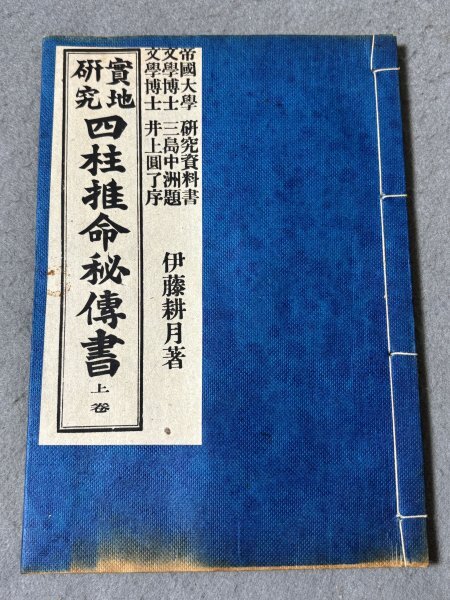 帝國大學 研究資料書
文學博士 三島中洲題
文學博士 井上圓了序
伊藤耕月著
實地
研究
四柱推命秘傳書
上卷